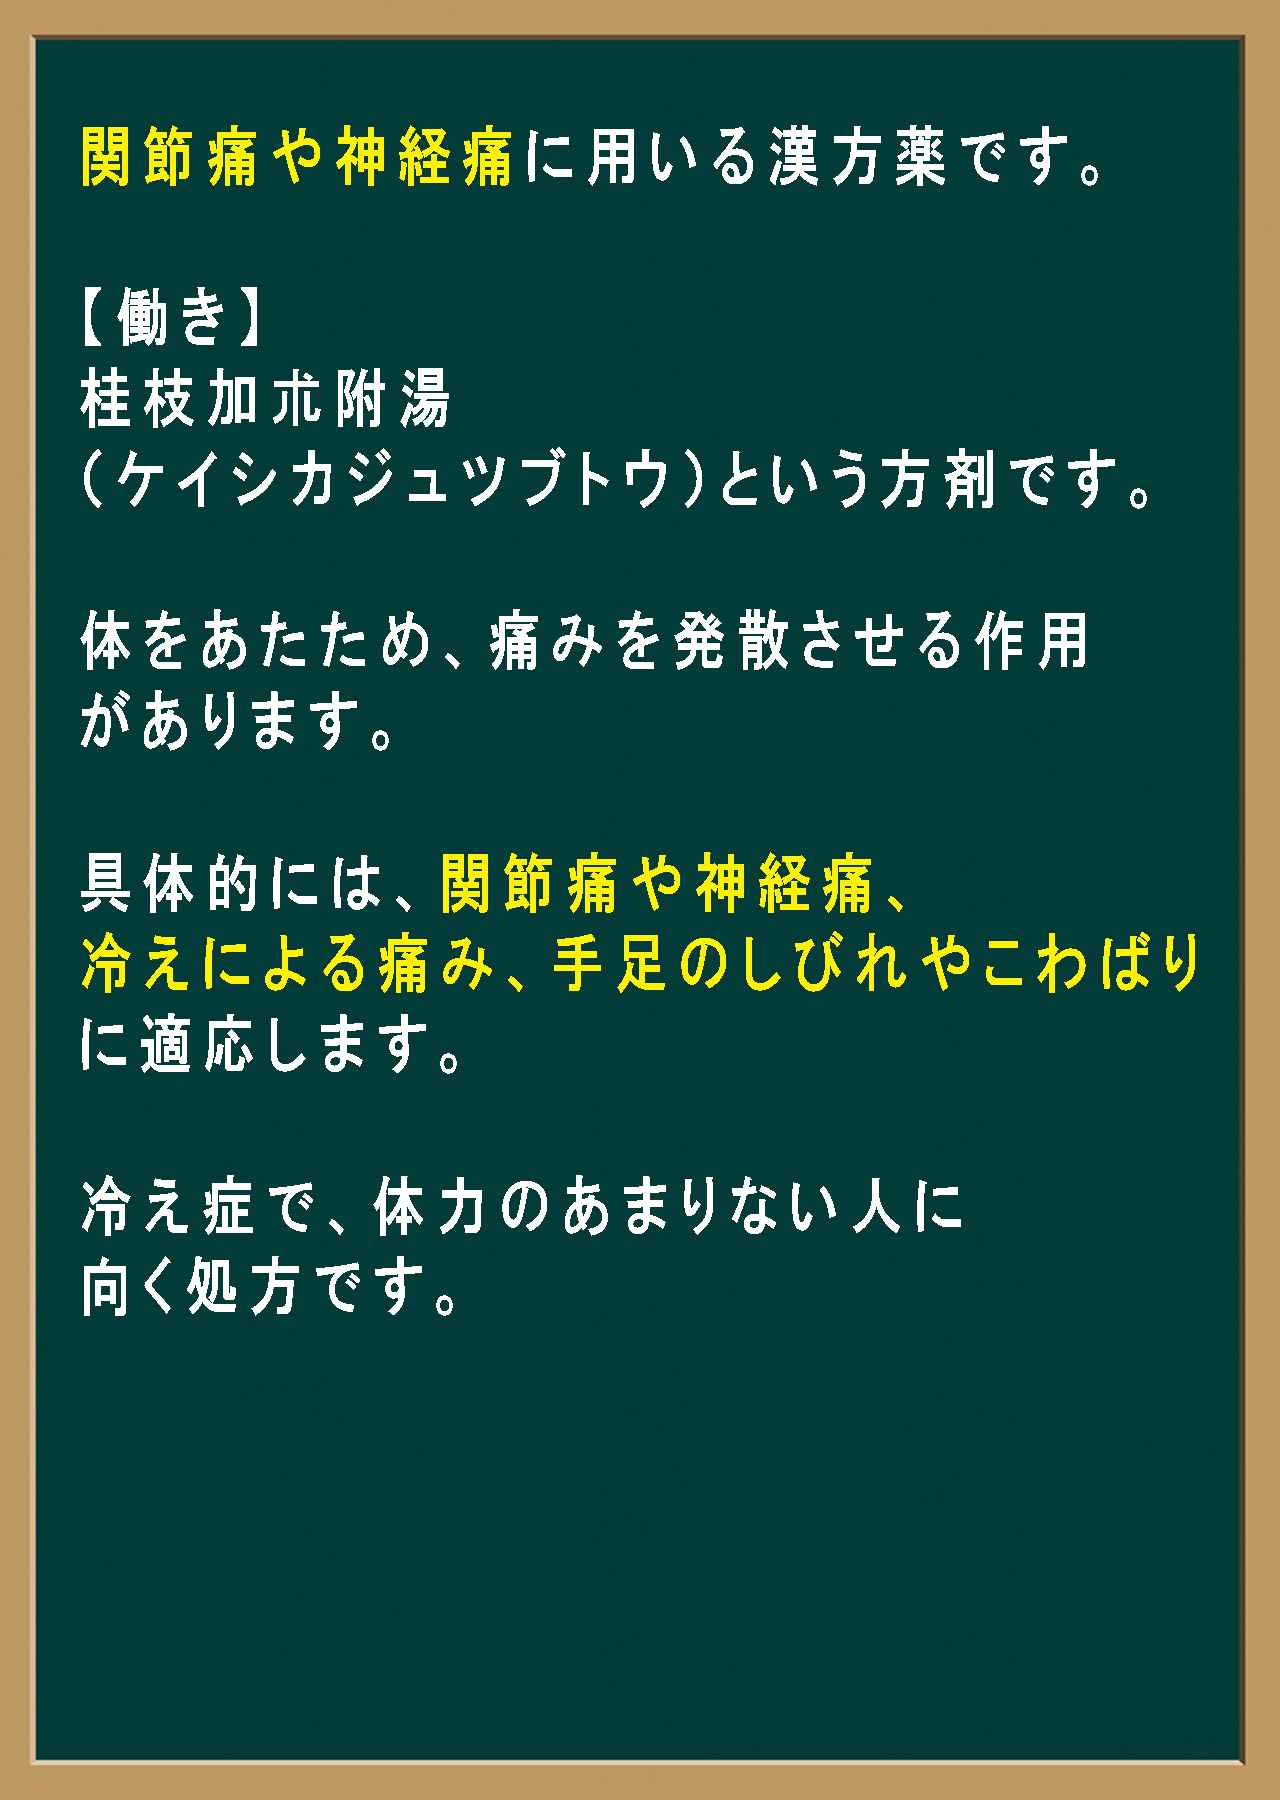 関節痛や神経痛に用いる漢方薬です。
【働き】
桂枝加朮附湯
（ケイシカジュツブトウ）という方剤です。
体をあたため、痛みを発散させる作用
があります。
具体的には、関節痛や神経痛、
冷えによる痛み、手足のしびれやこわばり
に適応します。
冷え症で、体力のあまりない人に
向く処方です。